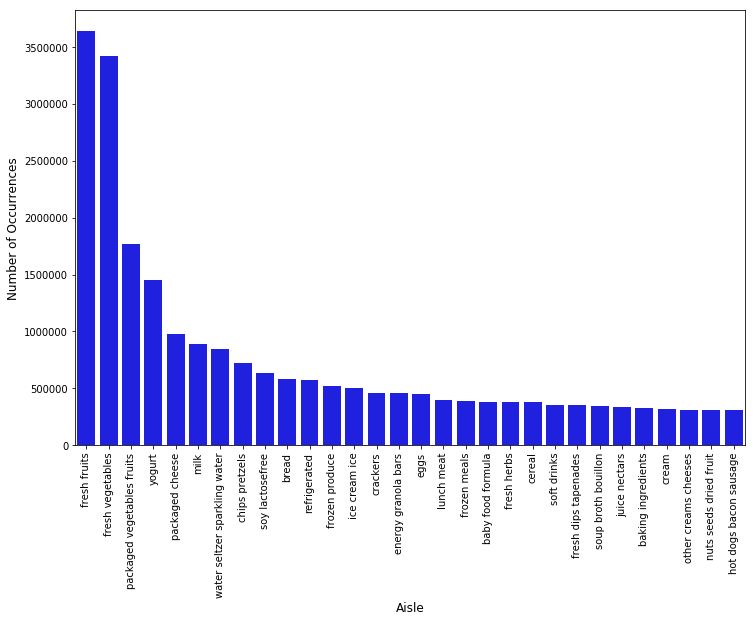 3500000
3000000
2500000
2000000
1500000
1000000
500000
0
Number of Occurrences
fresh fruits
fresh vegetables
packaged vegetables fruits
yogurt
packaged cheese
milk
water seltzer sparkling water
chips pretzels
soy lactosefree
bread
refrigerated
frozen produce
ice cream ice
crackers
energy granola bars
eggs
lunch meat
frozen meals
baby food formula
fresh herbs
cereal
soft drinks
fresh dips tapenades
soup broth bouillon
juice nectars
baking ingredients
cream
other creams cheeses
nuts seeds dried fruit
hot dogs bacon sausage
Aisle